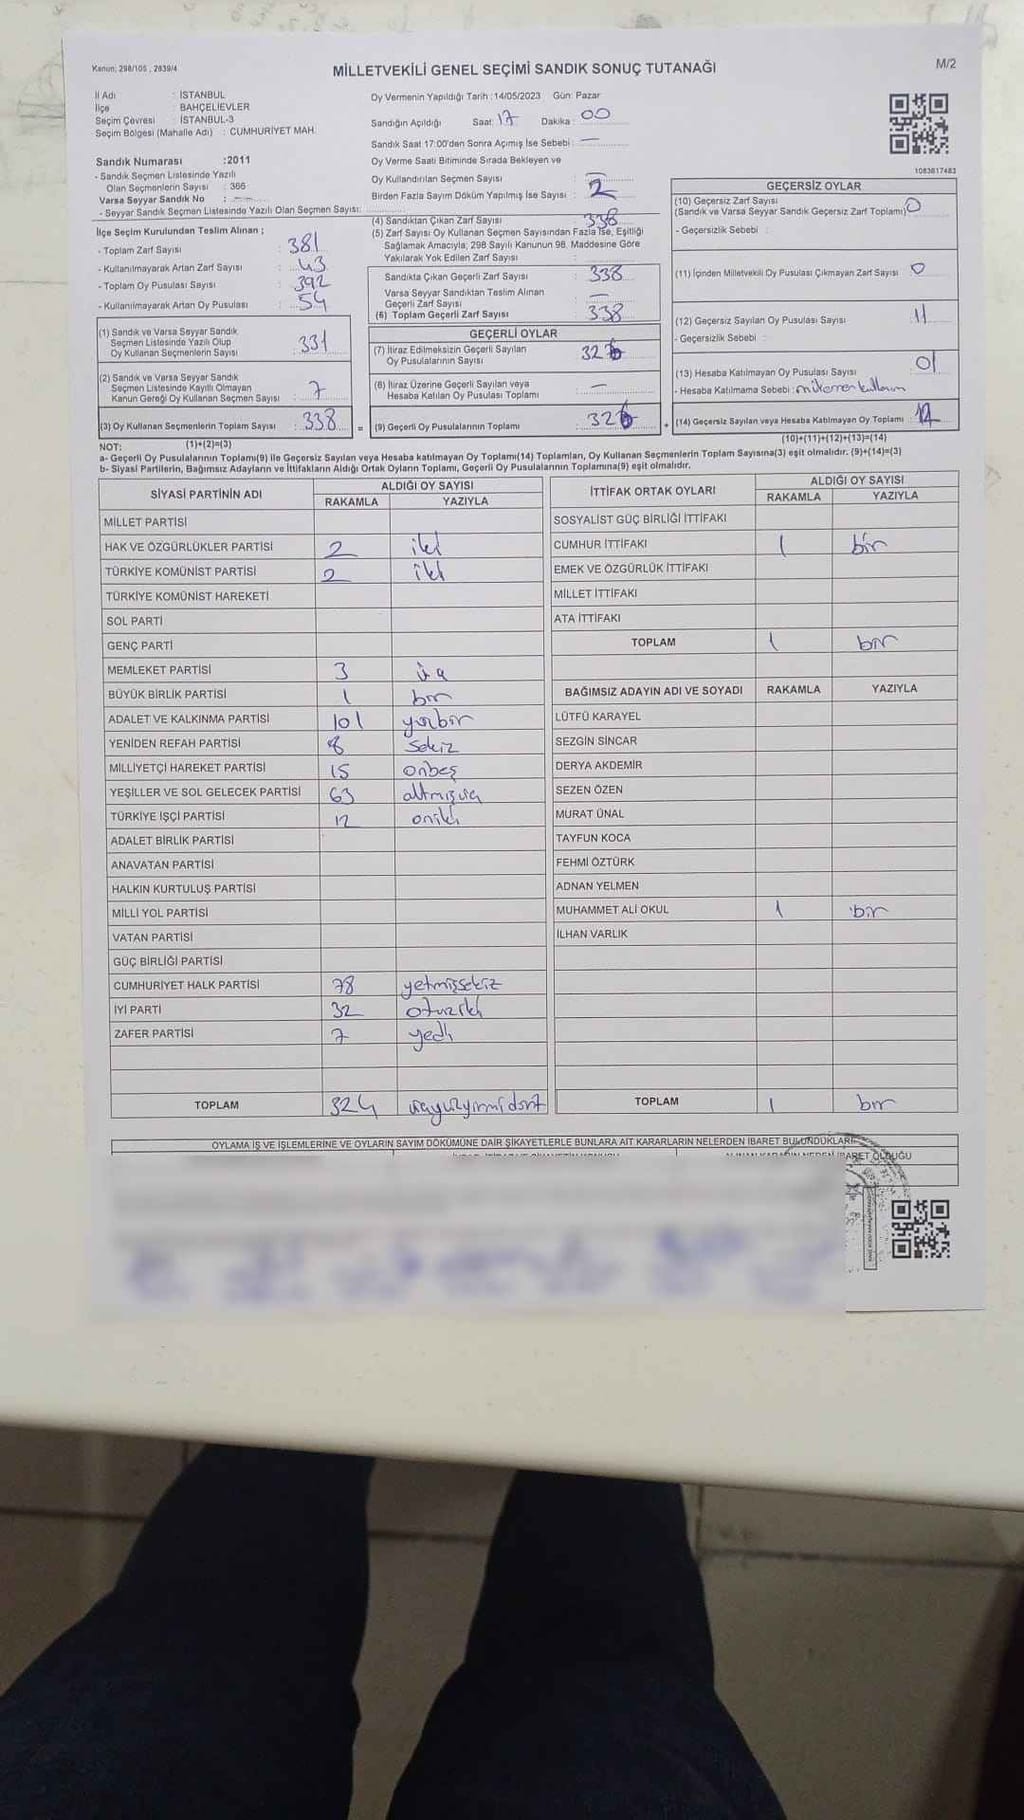 Kanun: 298/105 , 2839/4
MİLLETVEKİLİ GENEL SEÇİMİ SANDIK SONUÇ TUTANAĞI
M/2
İl Adı : İSTANBUL
İlçe : BAHÇELİEVLER
Seçim Çevresi : İSTANBUL-3
Seçim Bölgesi (Mahalle Adı) : CUMHURİYET MAH.
Sandık Numarası :2011
- Sandık Seçmen Listesinde Yazılı
Olan Seçmenlerin Sayısı : 366
Varsa Seyyar Sandık No : —
- Seyyar Sandık Seçmen Listesinde Yazılı Olan Seçmen Sayısı:
İlçe Seçim Kurulundan Teslim Alınan ;
- Toplam Zarf Sayısı : 381
- Kullanılmayarak Artan Zarf Sayısı : 43
- Toplam Oy Pusulası Sayısı : 392
- Kullanılmayarak Artan Oy Pusulası : 54
(1) Sandık ve Varsa Seyyar Sandık
Seçmen Listesinde Yazılı Olup
Oy Kullanan Seçmenlerin Sayısı : 331
(2) Sandık ve Varsa Seyyar Sandık
Seçmen Listesinde Kayıtlı Olmayan
Kanun Gereği Oy Kullanan Seçmen Sayısı : 7
(3) Oy Kullanan Seçmenlerin Toplam Sayısı : 338
(1)+(2)=(3)
Oy Vermenin Yapıldığı Tarih :14/05/2023 Gün: Pazar
Sandığın Açıldığı Saat: 17 Dakika : 00
Sandık Saat 17:00'den Sonra Açımış İse Sebebi : —
Oy Verme Saati Bitiminde Sırada Bekleyen ve
Oy Kullandırılan Seçmen Sayısı : —
Birden Fazla Sayım Döküm Yapılmış İse Sayısı : 2
(4) Sandıktan Çıkan Zarf Sayısı : 338
(5) Zarf Sayısı Oy Kullanan Seçmen Sayısından Fazla İse, Eşitliği
Sağlamak Amacıyla, 298 Sayılı Kanunun 98. Maddesine Göre
Yakılarak Yok Edilen Zarf Sayısı :
Sandıkta Çıkan Geçerli Zarf Sayısı : 338
Varsa Seyyar Sandıktan Teslim Alınan
Geçerli Zarf Sayısı : —
(6) Toplam Geçerli Zarf Sayısı : 338
GEÇERLİ OYLAR
(7) İtiraz Edilmeksizin Geçerli Sayılan
Oy Pusulalarının Sayısı : 326
(8) İtiraz Üzerine Geçerli Sayılan veya
Hesaba Katılan Oy Pusulası Toplamı : —
= (9) Geçerli Oy Pusulalarının Toplamı : 326
1083817483
GEÇERSİZ OYLAR
(10) Geçersiz Zarf Sayısı
(Sandık ve Varsa Seyyar Sandık Geçersiz Zarf Toplamı) 0
- Geçersizlik Sebebi :
(11) İçinden Milletvekili Oy Pusulası Çıkmayan Zarf Sayısı : 0
(12) Geçersiz Sayılan Oy Pusulası Sayısı : 11
- Geçersizlik Sebebi :
(13) Hesaba Katılmayan Oy Pusulası Sayısı : 01
- Hesaba Katılmama Sebebi :
+ (14) Geçersiz Sayılan veya Hesaba Katılmayan Oy Toplamı : 12
(10)+(11)+(12)+(13)=(14)
NOT:
a- Geçerli Oy Pusulalarının Toplamı(9) ile Geçersiz Sayılan veya Hesaba katılmayan Oy Toplamı(14) Toplamları, Oy Kullanan Seçmenlerin Toplam Sayısına(3) eşit olmalıdır. (9)+(14)=(3)
b- Siyasi Partilerin, Bağımsız Adayların ve İttifakların Aldığı Ortak Oyların Toplamı, Geçerli Oy Pusulalarının Toplamına(9) eşit olmalıdır.
SİYASİ PARTİNİN ADI ALDIĞI OY SAYISI
RAKAMLA YAZIYLA
MİLLET PARTİSİ
HAK VE ÖZGÜRLÜKLER PARTİSİ 2 iki
TÜRKİYE KOMÜNİST PARTİSİ 2 iki
TÜRKİYE KOMÜNİST HAREKETİ
SOL PARTİ
GENÇ PARTİ
MEMLEKET PARTİSİ 3 üç
BÜYÜK BİRLİK PARTİSİ 1 bir
ADALET VE KALKINMA PARTİSİ 101 yüzbir
YENİDEN REFAH PARTİSİ 8 sekiz
MİLLİYETÇİ HAREKET PARTİSİ 15 onbeş
YEŞİLLER VE SOL GELECEK PARTİSİ 63 altmışüç
TÜRKİYE İŞÇİ PARTİSİ 12 oniki
ADALET BİRLİK PARTİSİ
ANAVATAN PARTİSİ
HALKIN KURTULUŞ PARTİSİ
MİLLİ YOL PARTİSİ
VATAN PARTİSİ
GÜÇ BİRLİĞİ PARTİSİ
CUMHURİYET HALK PARTİSİ 78 yetmişsekiz
İYİ PARTİ 32 otuziki
ZAFER PARTİSİ 7 yedi
TOPLAM 324 üçyüzyirmidört
İTTİFAK ORTAK OYLARI ALDIĞI OY SAYISI
RAKAMLA YAZIYLA
SOSYALİST GÜÇ BİRLİĞİ İTTİFAKI
CUMHUR İTTİFAKI 1 bir
EMEK VE ÖZGÜRLÜK İTTİFAKI
MİLLET İTTİFAKI
ATA İTTİFAKI
TOPLAM 1 bir
BAĞIMSIZ ADAYIN ADI VE SOYADI RAKAMLA YAZIYLA
LÜTFÜ KARAYEL
SEZGİN SİNCAR
DERYA AKDEMİR
SEZEN ÖZEN
MURAT ÜNAL
TAYFUN KOCA
FEHMİ ÖZTÜRK
ADNAN YELMEN
MUHAMMET ALİ OKUL 1 bir
İLHAN VARLIK
TOPLAM 1 bir
OYLAMA İŞ VE İŞLEMLERİNE VE OYLARIN SAYIM DÖKÜMÜNE DAİR ŞİKAYETLERLE BUNLARA AİT KARARLARIN NELERDEN İBARET BULUNDUKLARI
İBARET OLDUĞU